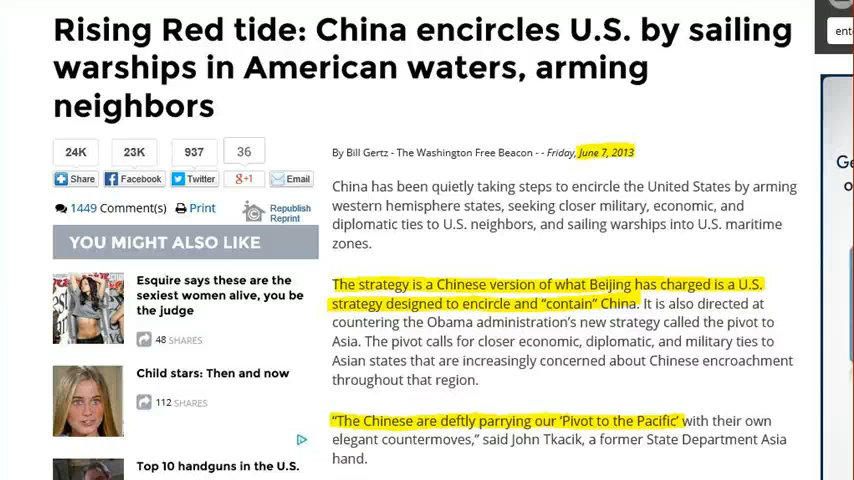 Rising Red tide: China encircles U.S. by sailing
warships in American waters, arming
neighbors
24K
23K
937
36
Share
Facebook
Twitter
+1
Email
1449 Comment(s)
Print
Republish
Reprint
By Bill Gertz - The Washington Free Beacon - - Friday, June 7, 2013
YOU MIGHT ALSO LIKE
Esquire says these are the
sexiest women alive, you be
the judge
48 SHARES
Child stars: Then and now
112 SHARES
Top 10 handguns in the U.S.
China has been quietly taking steps to encircle the United States by arming
western hemisphere states, seeking closer military, economic, and
diplomatic ties to U.S. neighbors, and sailing warships into U.S. maritime
zones.
The strategy is a Chinese version of what Beijing has charged is a U.S.
strategy designed to encircle and “contain” China. It is also directed at
countering the Obama administration’s new strategy called the pivot to
Asia. The pivot calls for closer economic, diplomatic, and military ties to
Asian states that are increasingly concerned about Chinese encroachment
throughout that region.
“The Chinese are deftly parrying our ‘Pivot to the Pacific’ with their own
elegant countermoves,” said John Tkacik, a former State Department Asia
hand.